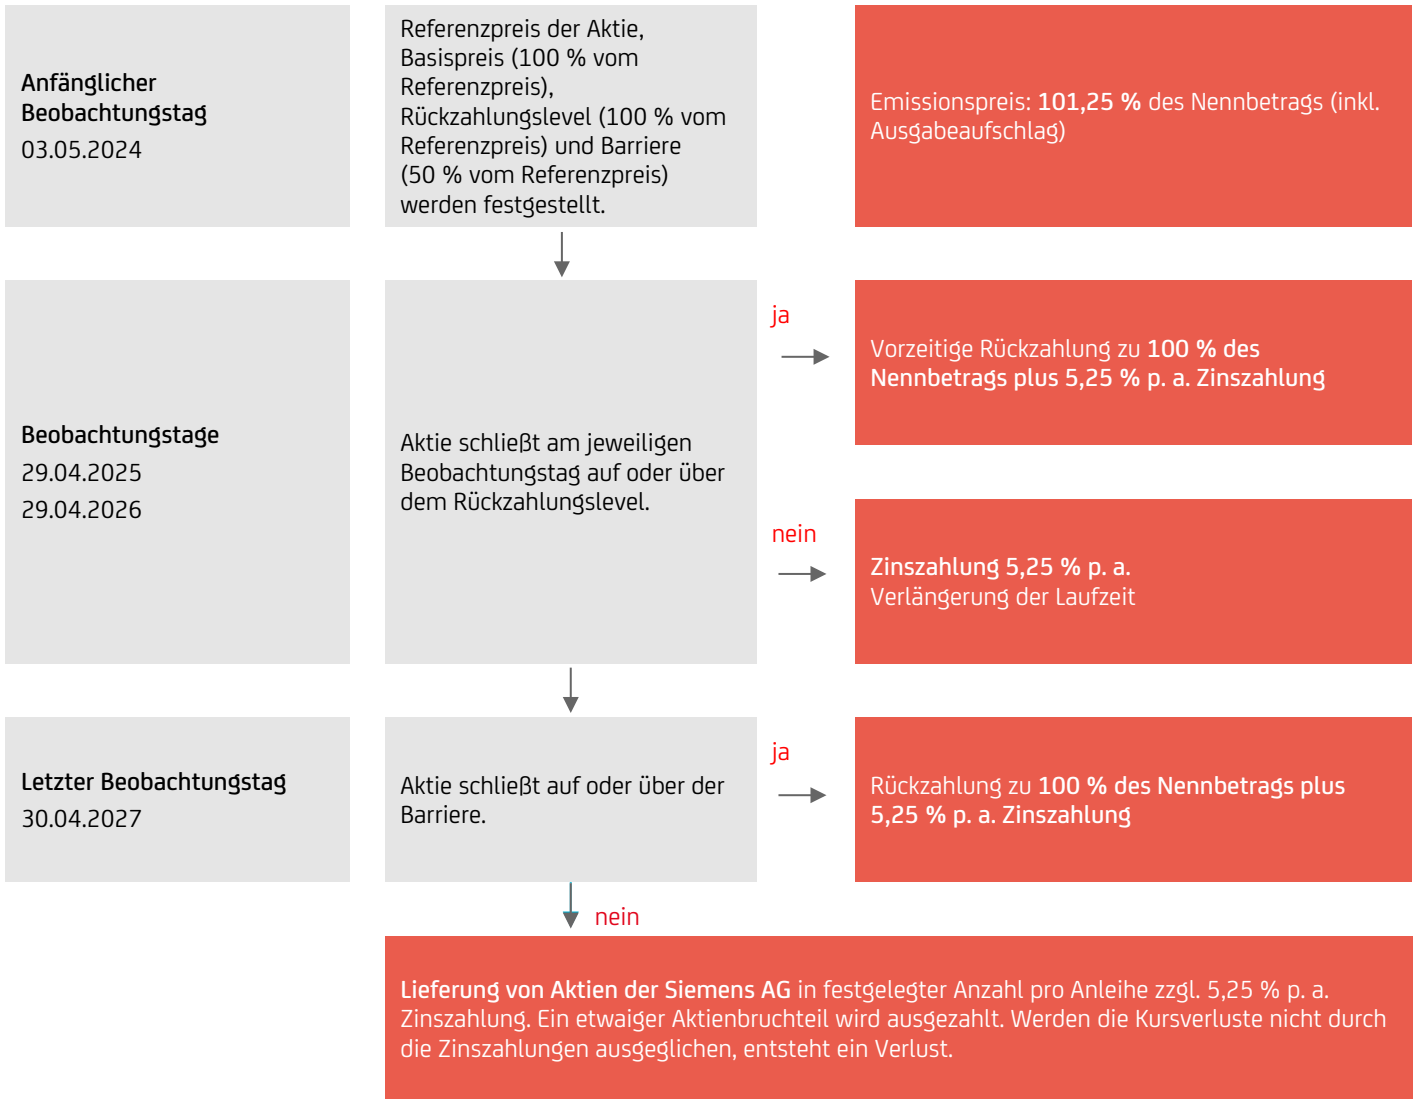 Anfänglicher
Beobachtungstag
03.05.2024
Referenzpreis der Aktie,
Basispreis (100 % vom
Referenzpreis),
Rückzahlungslevel (100 % vom
Referenzpreis) und Barriere
(50 % vom Referenzpreis)
werden festgestellt.
Emissionspreis: 101,25 % des Nennbetrags (inkl.
Ausgabeaufschlag)
Beobachtungstage
29.04.2025
29.04.2026
Aktie schließt am jeweiligen
Beobachtungstag auf oder über
dem Rückzahlungslevel.
ja
Vorzeitige Rückzahlung zu 100 % des
Nennbetrags plus 5,25 % p. a. Zinszahlung
nein
Zinszahlung 5,25 % p. a.
Verlängerung der Laufzeit
Letzter Beobachtungstag
30.04.2027
Aktie schließt auf oder über der
Barriere.
ja
Rückzahlung zu 100 % des Nennbetrags plus
5,25 % p. a. Zinszahlung
nein
Lieferung von Aktien der Siemens AG in festgelegter Anzahl pro Anleihe zzgl. 5,25 % p. a.
Zinszahlung. Ein etwaiger Aktienbruchteil wird ausgezahlt. Werden die Kursverluste nicht durch
die Zinszahlungen ausgeglichen, entsteht ein Verlust.